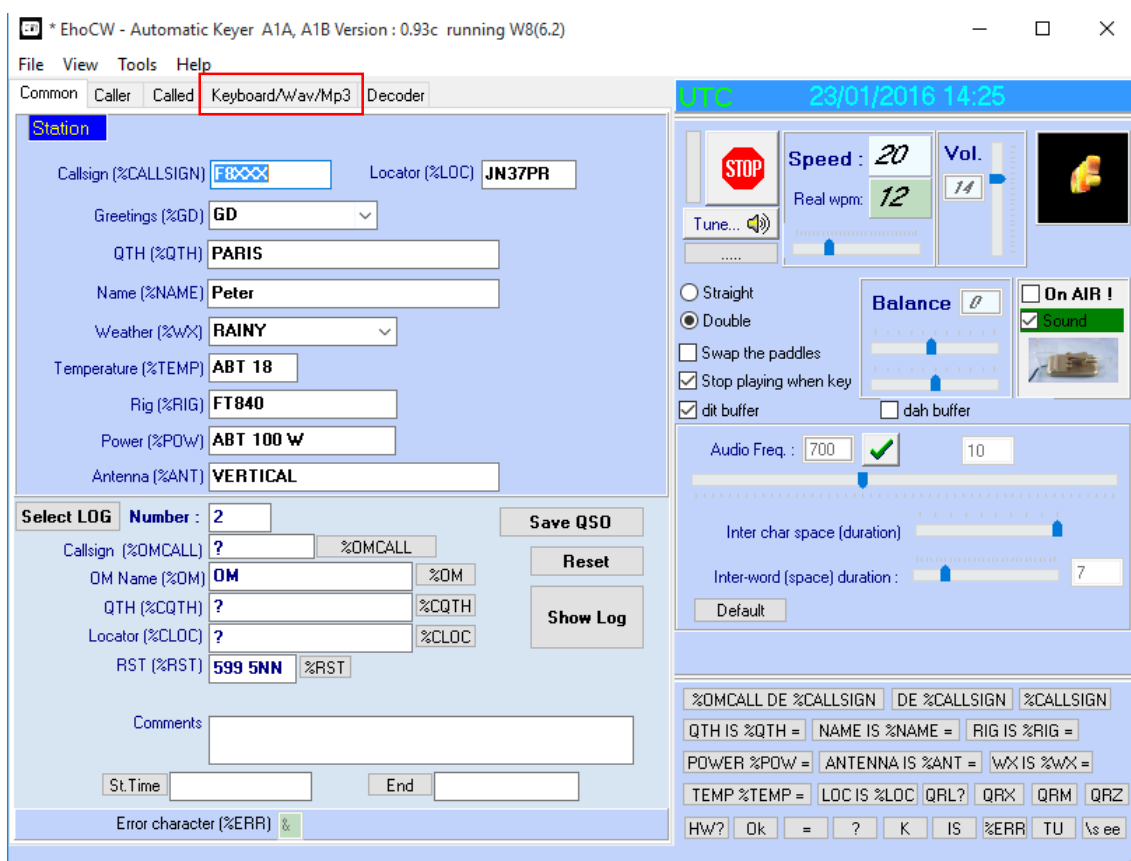 * EhoCW - Automatic Keyer A1A, A1B Version : 0.93c running W8(6.2)
File View Tools Help
Common Caller Called Keyboard/Wav/Mp3 Decoder
UTC 23/01/2016 14:25
Station
Callsign (%CALLSIGN) F8XXX Locator (%LOC) JN37PR
Greetings (%GD) GD
QTH (%QTH) PARIS
Name (%NAME) Peter
Weather (%WX) RAINY
Temperature (%TEMP) ABT 18
Rig (%RIG) FT840
Power (%POW) ABT 100 W
Antenna (%ANT) VERTICAL
Select LOG Number : 2
Save QSO
Callsign (%OMCALL) ? %OMCALL
Reset
OM Name (%OM) OM %OM
QTH (%CQTH) ? %CQTH
Show Log
Locator (%CLOC) ? %CLOC
RST (%RST) 599 5NN %RST
Comments
St.Time End
Error character (%ERR) &
STOP
Speed : 20
Vol.
14
Real wpm: 12
Tune...
.....
Straight
Double
Balance 0
On AIR !
Sound
Swap the paddles
Stop playing when key
dit buffer dah buffer
Audio Freq. : 700 10
Inter char space (duration)
Inter-word (space) duration : 7
Default
%OMCALL DE %CALLSIGN DE %CALLSIGN %CALLSIGN
QTH IS %QTH = NAME IS %NAME = RIG IS %RIG =
POWER %POW = ANTENNA IS %ANT = WX IS %WX =
TEMP %TEMP = LOC IS %LOC QRL? QRX QRM QRZ
HW? Ok = ? K IS %ERR TU \s ee